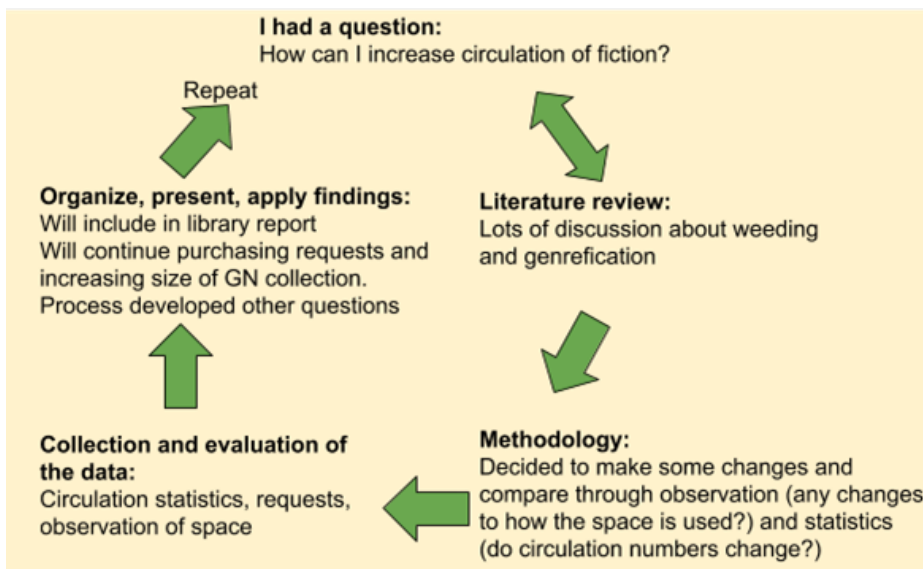 I had a question:
How can I increase circulation of fiction?
Literature review:
Lots of discussion about weeding
and genrefication
Methodology:
Decided to make some changes and
compare through observation (any changes
to how the space is used?) and statistics
(do circulation numbers change?)
Collection and evaluation of
the data:
Circulation statistics, requests,
observation of space
Organize, present, apply findings:
Will include in library report
Will continue purchasing requests and
increasing size of GN collection.
Process developed other questions
Repeat